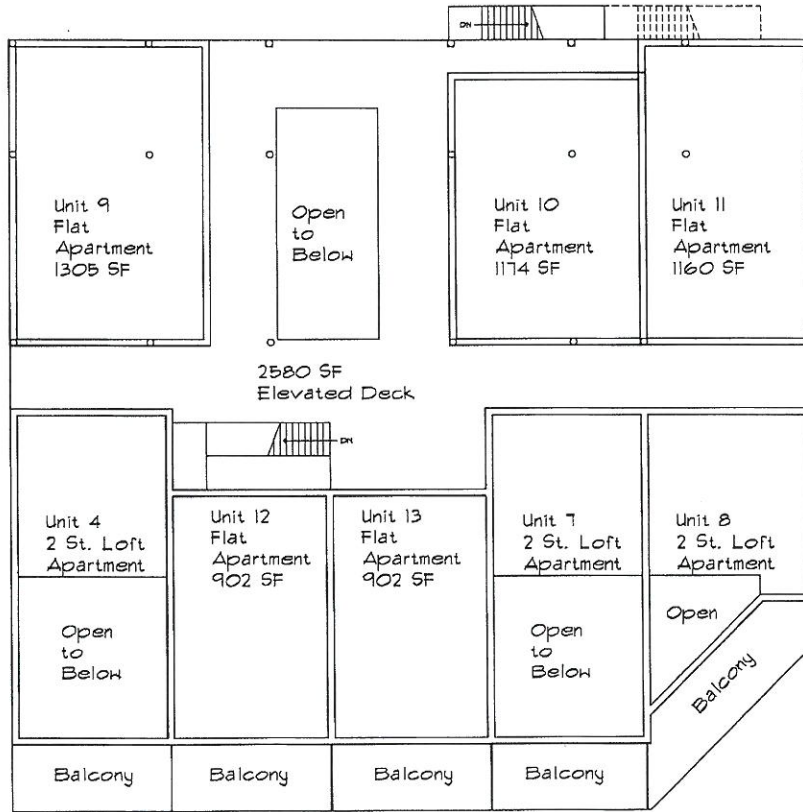 DN
Unit 9
Flat
Apartment
1305 SF
Open
to
Below
Unit 10
Flat
Apartment
1174 SF
Unit 11
Flat
Apartment
1160 SF
2580 SF
Elevated Deck
DN
Unit 4
2 St. Loft
Apartment
Unit 12
Flat
Apartment
902 SF
Unit 13
Flat
Apartment
902 SF
Unit 7
2 St. Loft
Apartment
Unit 8
2 St. Loft
Apartment
Open
to
Below
Open
to
Below
Open
Balcony
Balcony
Balcony
Balcony
Balcony